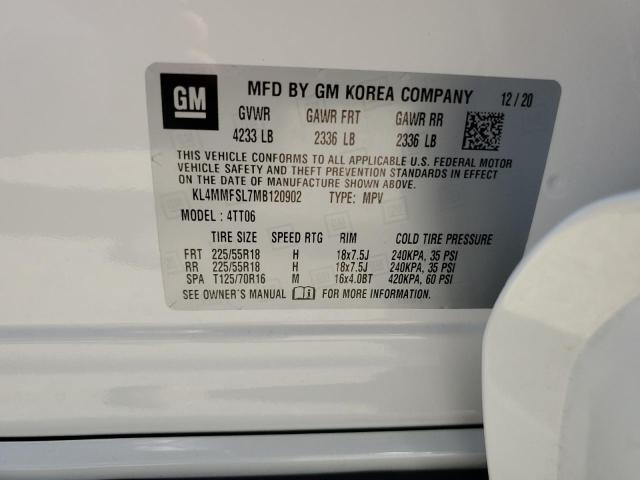 GM MFD BY GM KOREA COMPANY 12/20
GVWR GAWR FRT GAWR RR
4233 LB 2336 LB 2336 LB
THIS VEHICLE CONFORMS TO ALL APPLICABLE U.S. FEDERAL MOTOR
VEHICLE SAFETY AND THEFT PREVENTION STANDARDS IN EFFECT
ON THE DATE OF MANUFACTURE SHOWN ABOVE.
KL4MMFSL7MB120902 TYPE: MPV
MODEL : 4TT06
TIRE SIZE SPEED RTG RIM COLD TIRE PRESSURE
FRT 225/55R18 H 18x7.5J 240KPA, 35 PSI
RR 225/55R18 H 18x7.5J 240KPA, 35 PSI
SPA T125/70R16 M 16x4.0BT 420KPA, 60 PSI
SEE OWNER'S MANUAL FOR MORE INFORMATION.